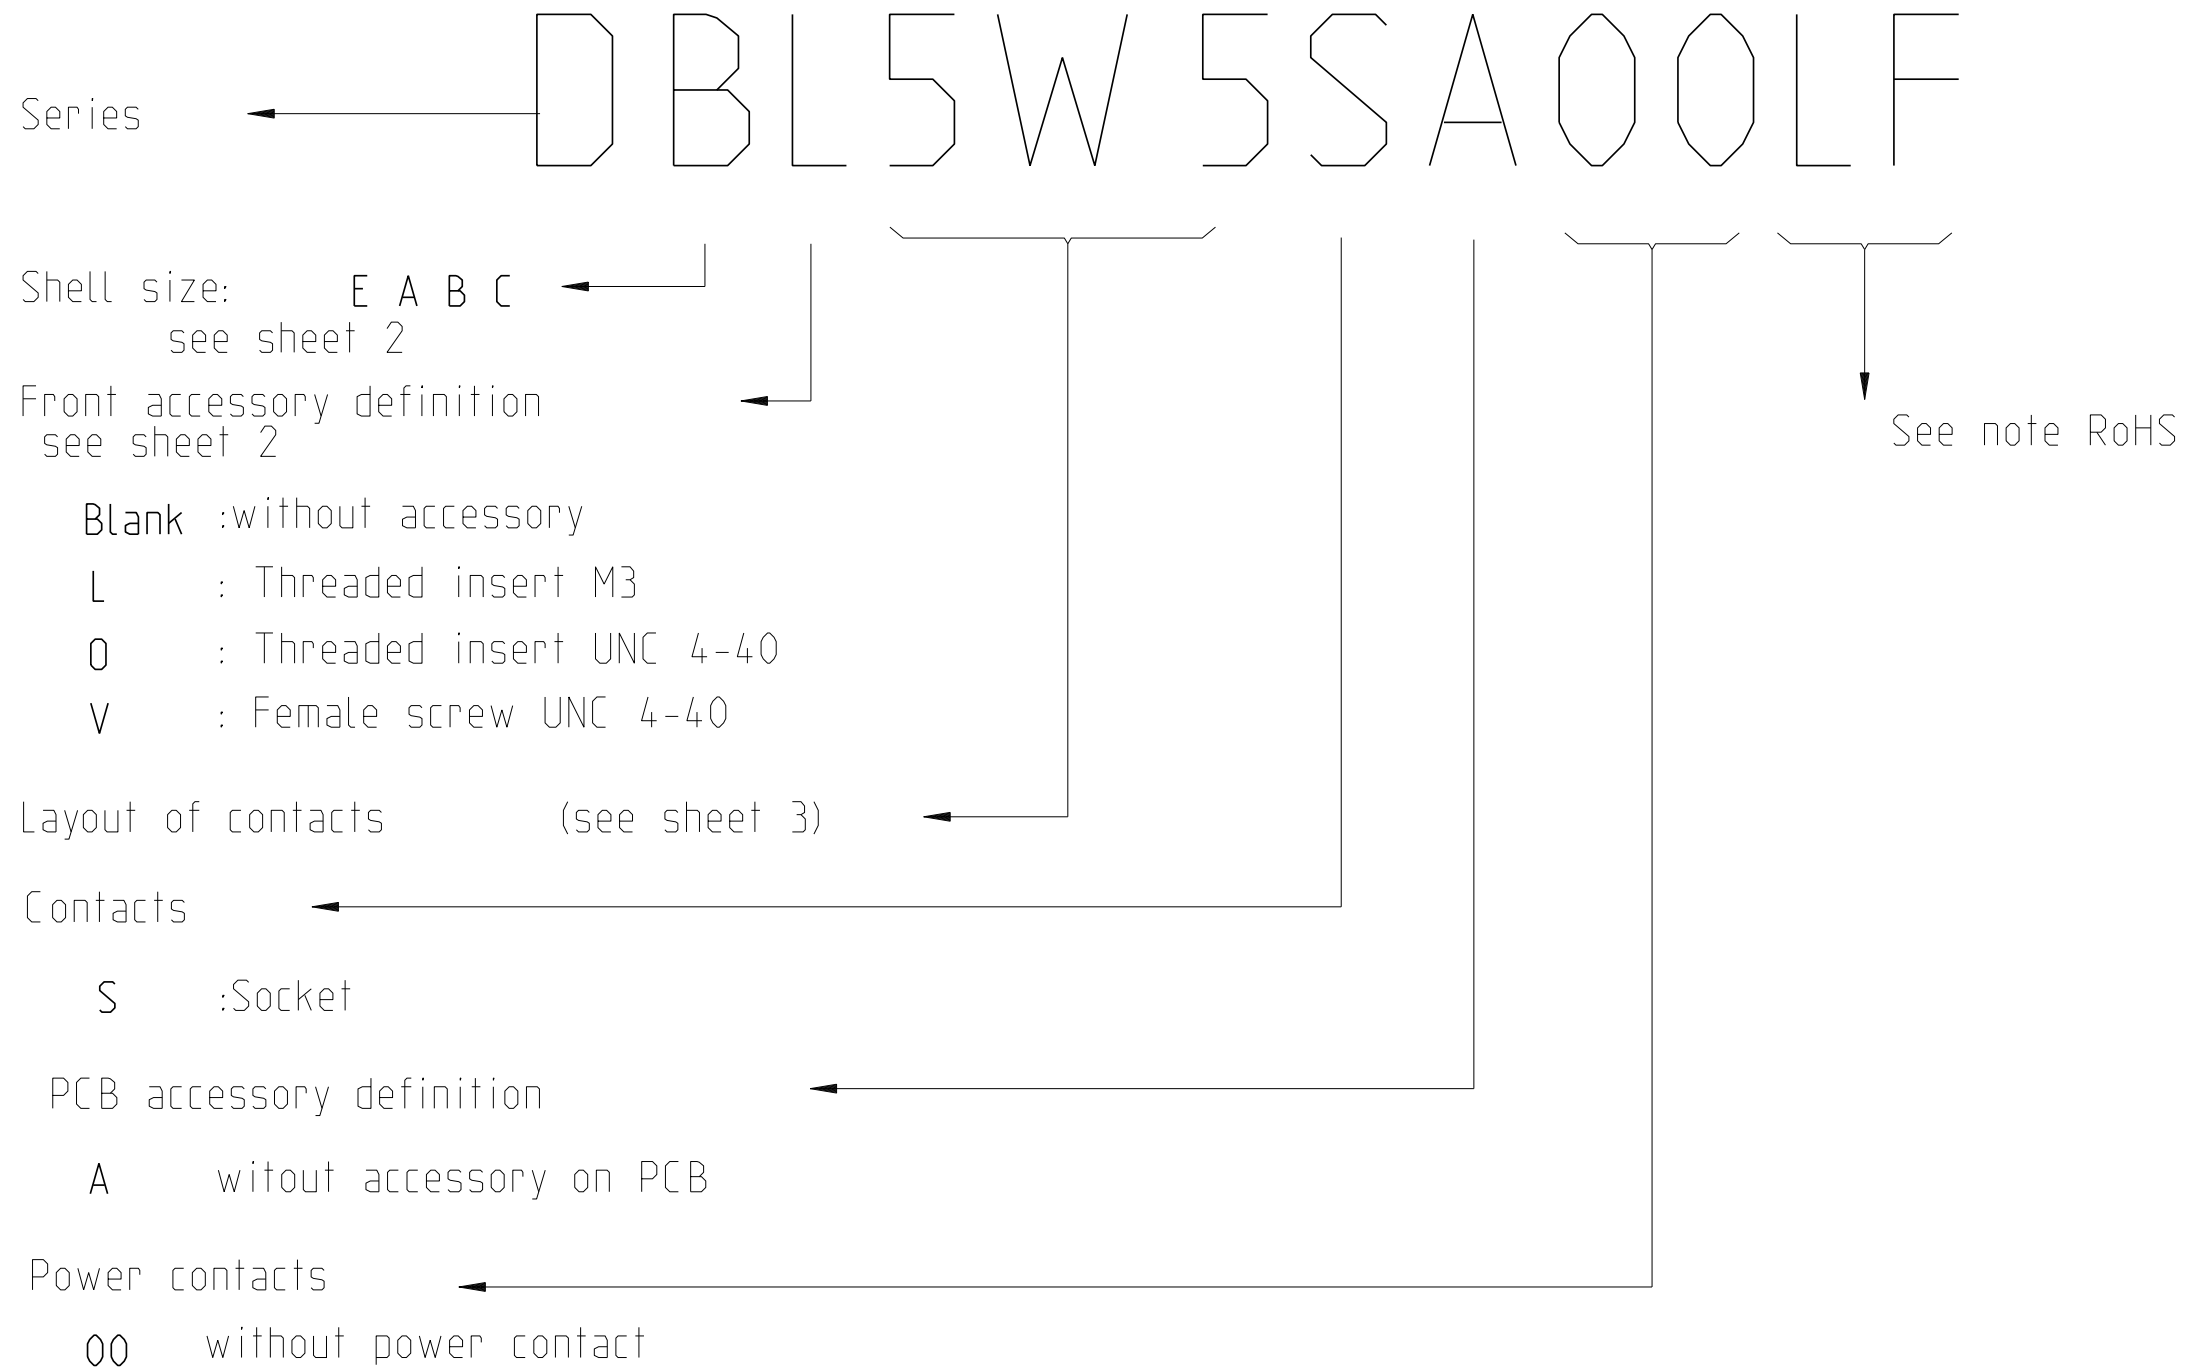 DBL5W5SA00LF
Series
Shell size: E A B C
see sheet 2
Front accessory definition
see sheet 2
See note RoHS
Blank :without accessory
L : Threaded insert M3
O : Threaded insert UNC 4-40
V : Female screw UNC 4-40
Layout of contacts (see sheet 3)
Contacts
S :Socket
PCB accessory definition
A witout accessory on PCB
Power contacts
00 without power contact